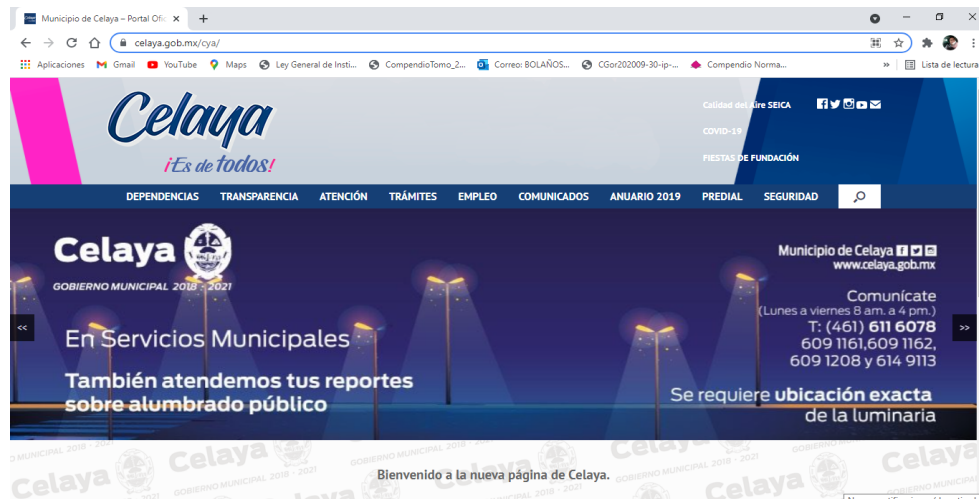 Municipio de Celaya – Portal Ofic
celaya.gob.mx/cya/
Aplicaciones
Gmail
YouTube
Maps
Ley General de Insti...
CompendioTomo_2...
Correo: BOLAÑOS...
CGor202009-30-ip-...
Compendio Norma...
»
Lista de lectura
Celaya
¡Es de todos!
Calidad del Aire SEICA
COVID-19
FIESTAS DE FUNDACIÓN
DEPENDENCIAS TRANSPARENCIA ATENCIÓN TRÁMITES EMPLEO COMUNICADOS ANUARIO 2019 PREDIAL SEGURIDAD
Celaya
GOBIERNO MUNICIPAL 2018 - 2021
<<
En Servicios Municipales
También atendemos tus reportes
sobre alumbrado público
Municipio de Celaya
www.celaya.gob.mx
Comunícate
(Lunes a viernes 8 am. a 4 pm.)
T: (461) 611 6078
609 1161,609 1162,
609 1208 y 614 9113
>>
Se requiere ubicación exacta
de la luminaria
Bienvenido a la nueva página de Celaya.